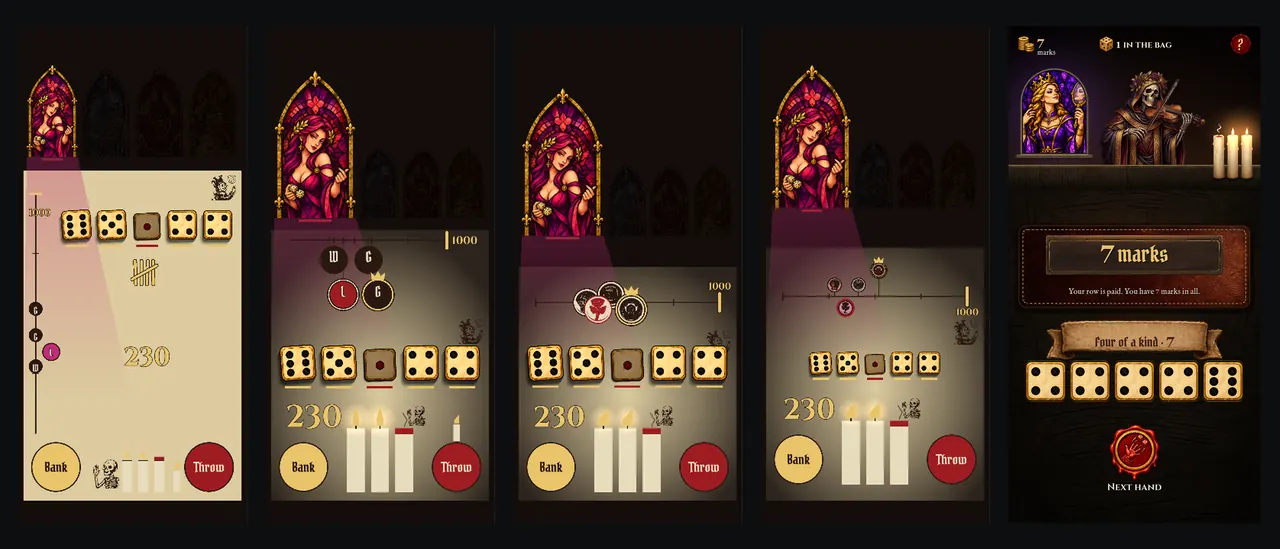 1000
G
G
L
W
230
Bank
Throw
1000
W
G
L
G
230
Bank
Throw
1000
230
Bank
Throw
1000
230
Bank
Throw
7
marks
1 IN THE BAG
?
7 marks
Your row is paid. You have 7 marks in all.
Four of a kind · 7
NEXT HAND